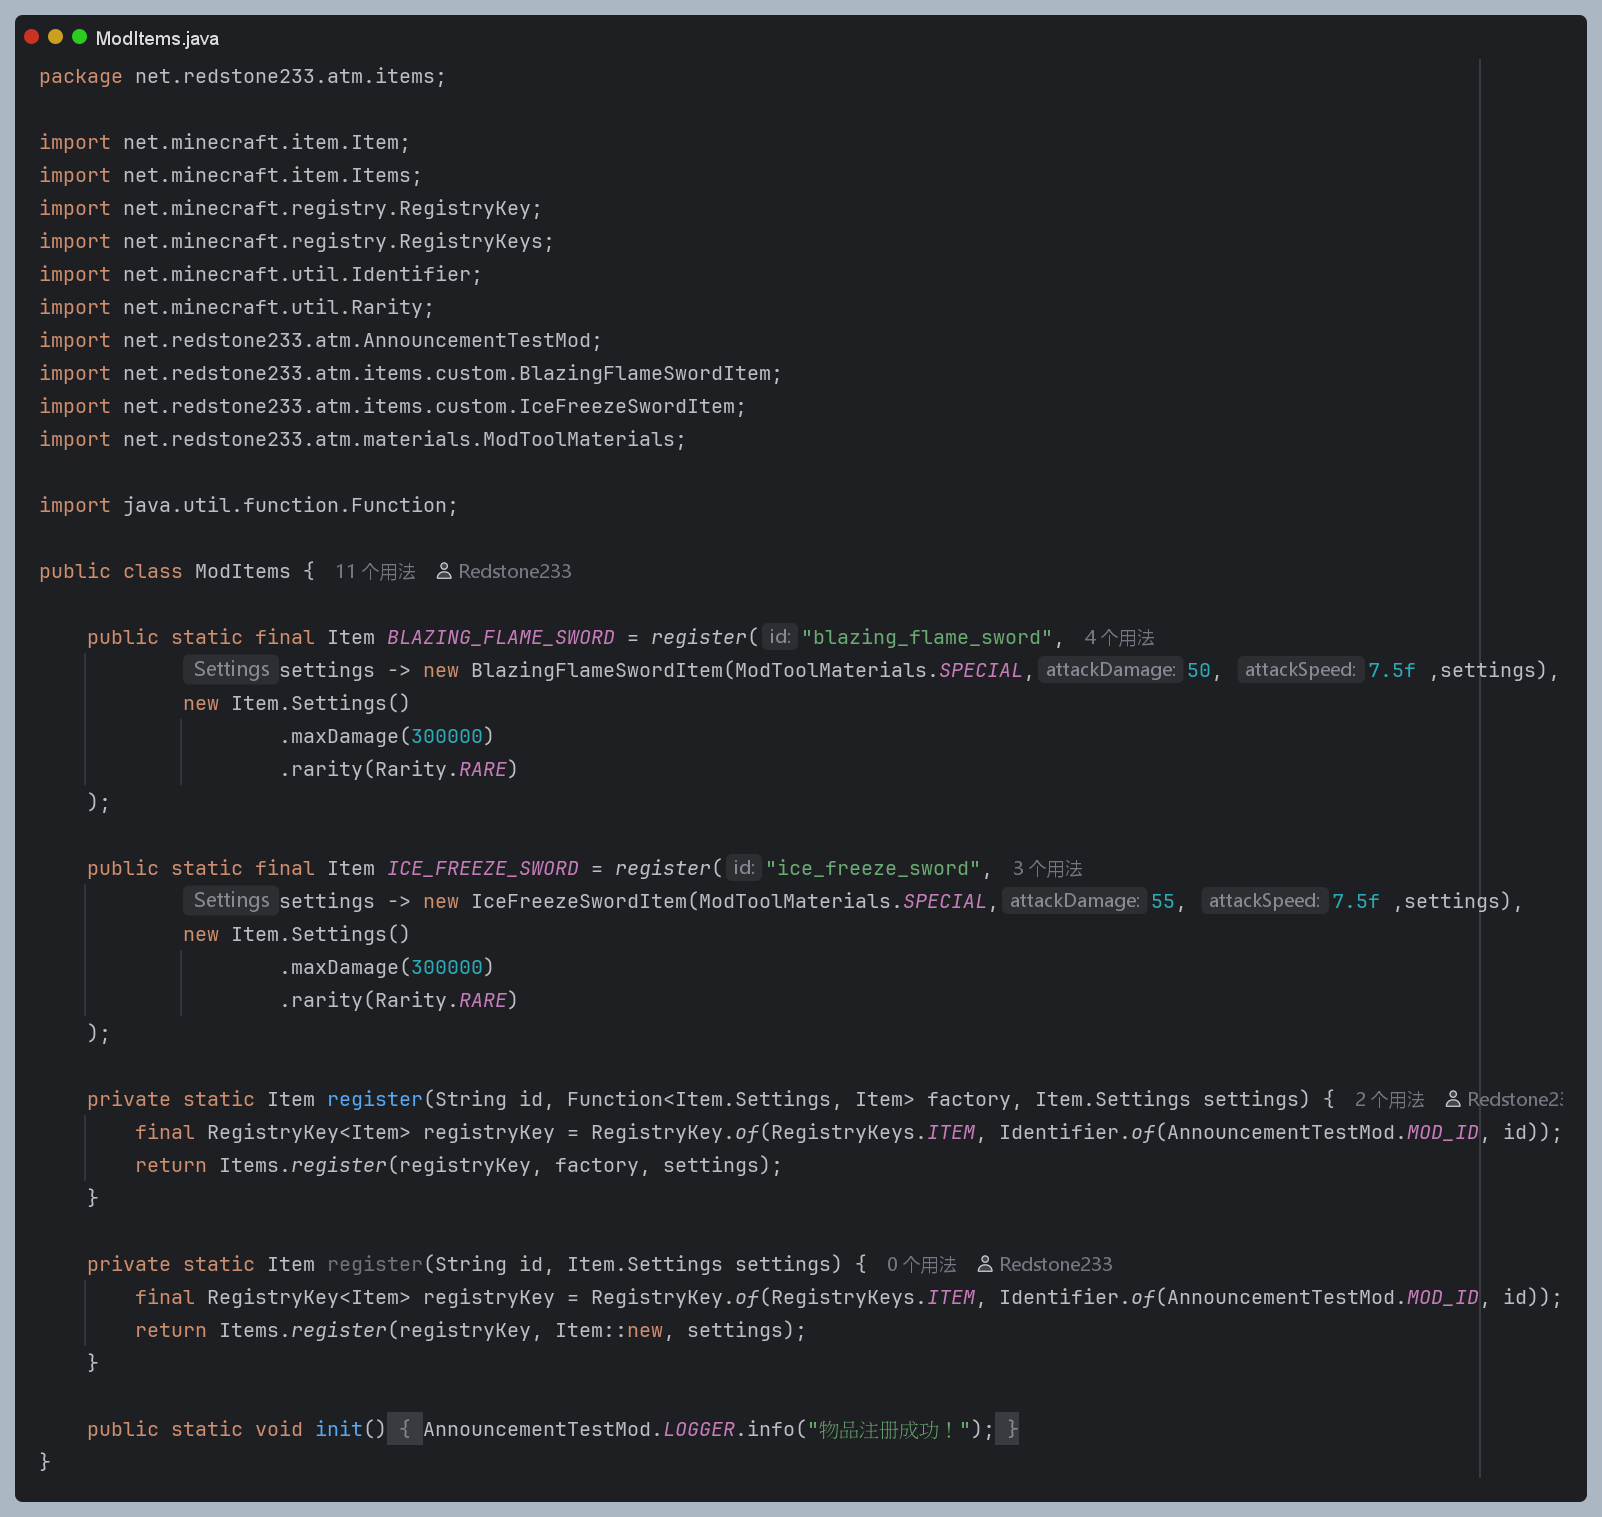 ModItems.java
package net.redstone233.atm.items;
import net.minecraft.item.Item;
import net.minecraft.item.Items;
import net.minecraft.registry.RegistryKey;
import net.minecraft.registry.RegistryKeys;
import net.minecraft.util.Identifier;
import net.minecraft.util.Rarity;
import net.redstone233.atm.AnnouncementTestMod;
import net.redstone233.atm.items.custom.BlazingFlameSwordItem;
import net.redstone233.atm.items.custom.IceFreezeSwordItem;
import net.redstone233.atm.materials.ModToolMaterials;
import java.util.function.Function;
public class ModItems { 11 个用法 Redstone233
public static final Item BLAZING_FLAME_SWORD = register( id: "blazing_flame_sword", 4 个用法
Settings settings -> new BlazingFlameSwordItem(ModToolMaterials.SPECIAL, attackDamage: 50, attackSpeed: 7.5f ,settings),
new Item.Settings()
.maxDamage(300000)
.rarity(Rarity.RARE)
);
public static final Item ICE_FREEZE_SWORD = register( id: "ice_freeze_sword", 3 个用法
Settings settings -> new IceFreezeSwordItem(ModToolMaterials.SPECIAL, attackDamage: 55, attackSpeed: 7.5f ,settings),
new Item.Settings()
.maxDamage(300000)
.rarity(Rarity.RARE)
);
private static Item register(String id, Function<Item.Settings, Item> factory, Item.Settings settings) { 2 个用法 Redstone23
final RegistryKey<Item> registryKey = RegistryKey.of(RegistryKeys.ITEM, Identifier.of(AnnouncementTestMod.MOD_ID, id));
return Items.register(registryKey, factory, settings);
}
private static Item register(String id, Item.Settings settings) { 0 个用法 Redstone233
final RegistryKey<Item> registryKey = RegistryKey.of(RegistryKeys.ITEM, Identifier.of(AnnouncementTestMod.MOD_ID, id));
return Items.register(registryKey, Item::new, settings);
}
public static void init() { AnnouncementTestMod.LOGGER.info("物品注册成功！"); }
}